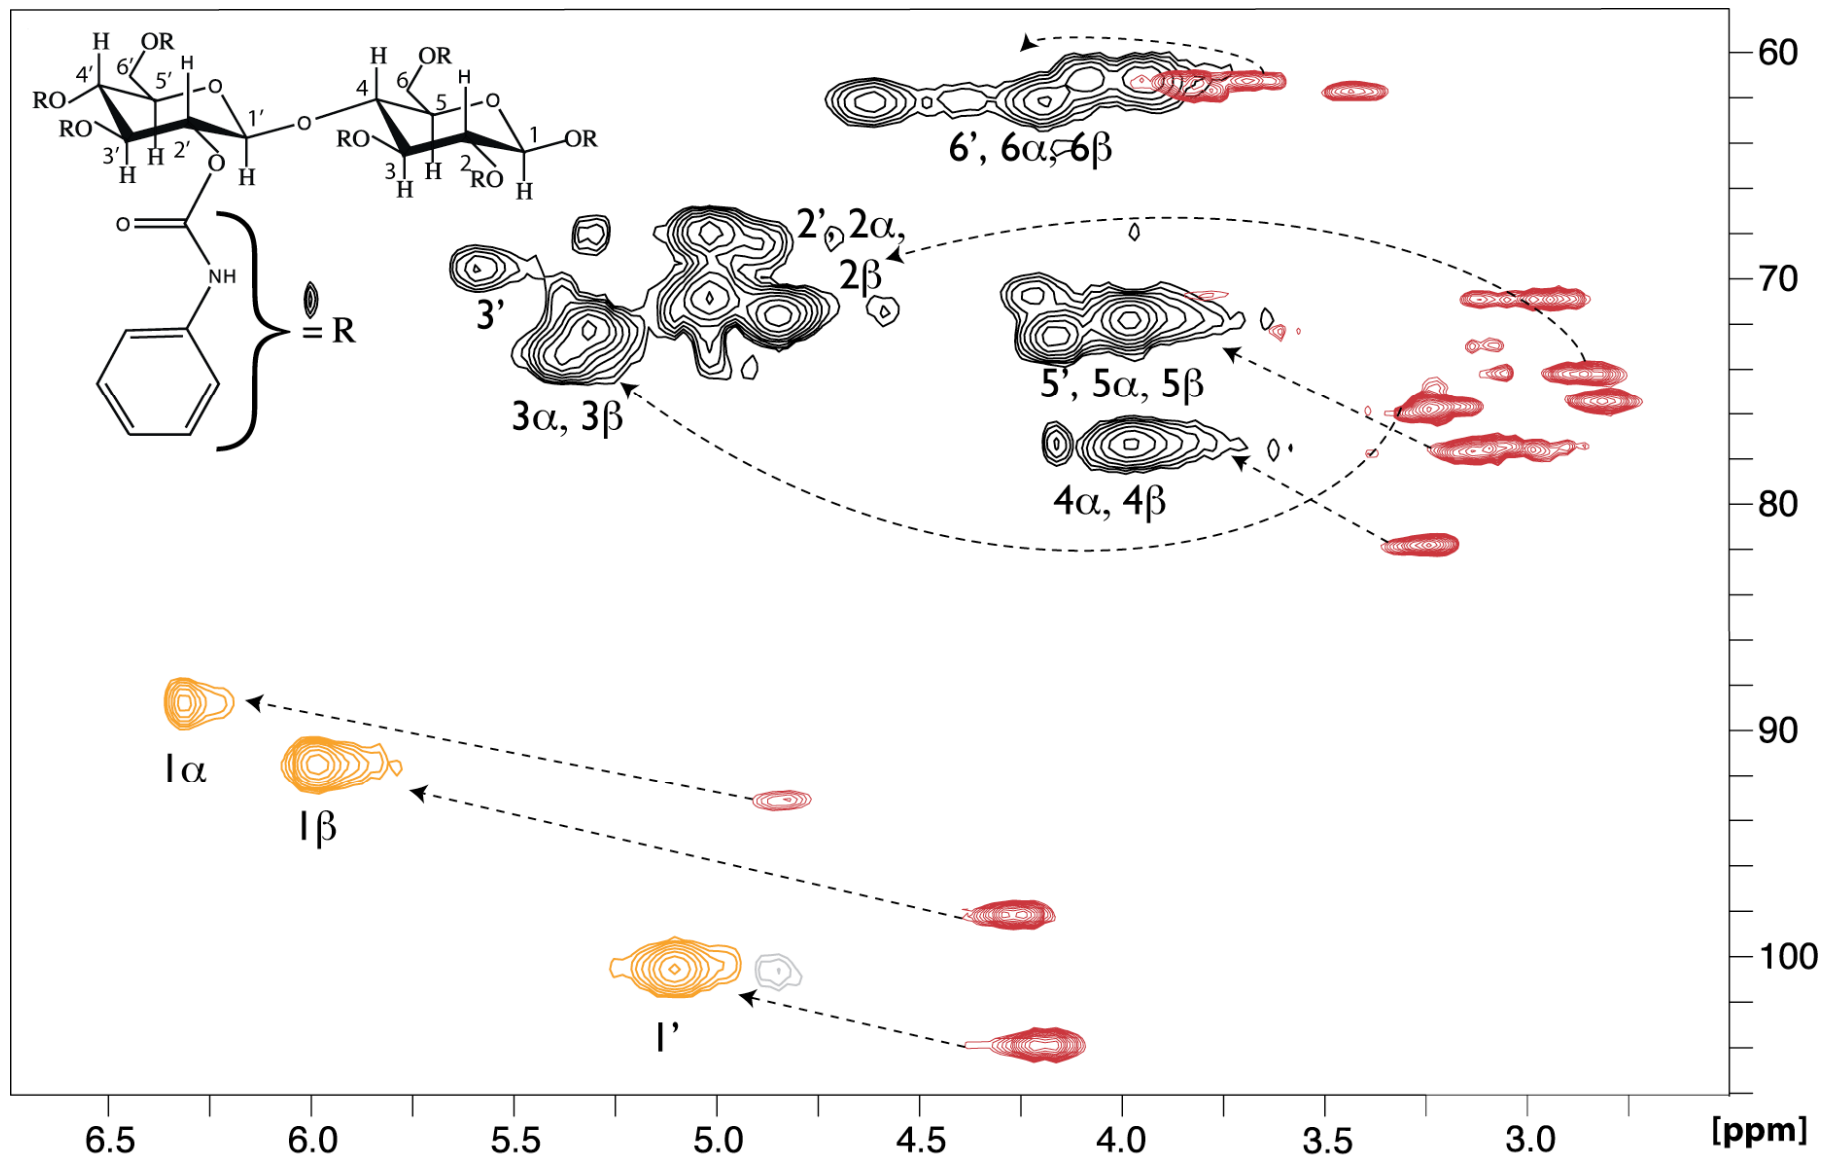 H
OR
6'
H
4'
5'
O
RO
RO
3'
H
H
2'
1'
H
O
O
O
NH
= R
H
OR
6
H
4
5
O
RO
3
H
H
2
RO
1
OR
H
6’, 6α, 6β
2’, 2α,
2β
3’
3α, 3β
5’, 5α, 5β
4α, 4β
1α
1β
1’
60
70
80
90
100
6.5 6.0 5.5 5.0 4.5 4.0 3.5 3.0 [ppm]